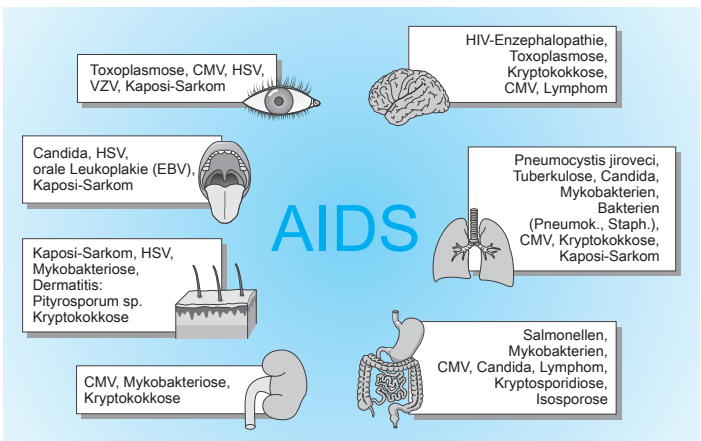 Toxoplasmose, CMV, HSV,
VZV, Kaposi-Sarkom
HIV-Enzephalopathie,
Toxoplasmose,
Kryptokokkose,
CMV, Lymphom
Candida, HSV,
orale Leukoplakie (EBV),
Kaposi-Sarkom
Pneumocystis jiroveci,
Tuberkulose, Candida,
Mykobakterien,
Bakterien
(Pneumok., Staph.),
CMV, Kryptokokkose,
Kaposi-Sarkom
AIDS
Kaposi-Sarkom, HSV,
Mykobakteriose,
Dermatitis:
Pityrosporum sp.
Kryptokokkose
Salmonellen,
Mykobakterien,
CMV, Candida, Lymphom,
Kryptosporidiose,
Isosporose
CMV, Mykobakteriose,
Kryptokokkose